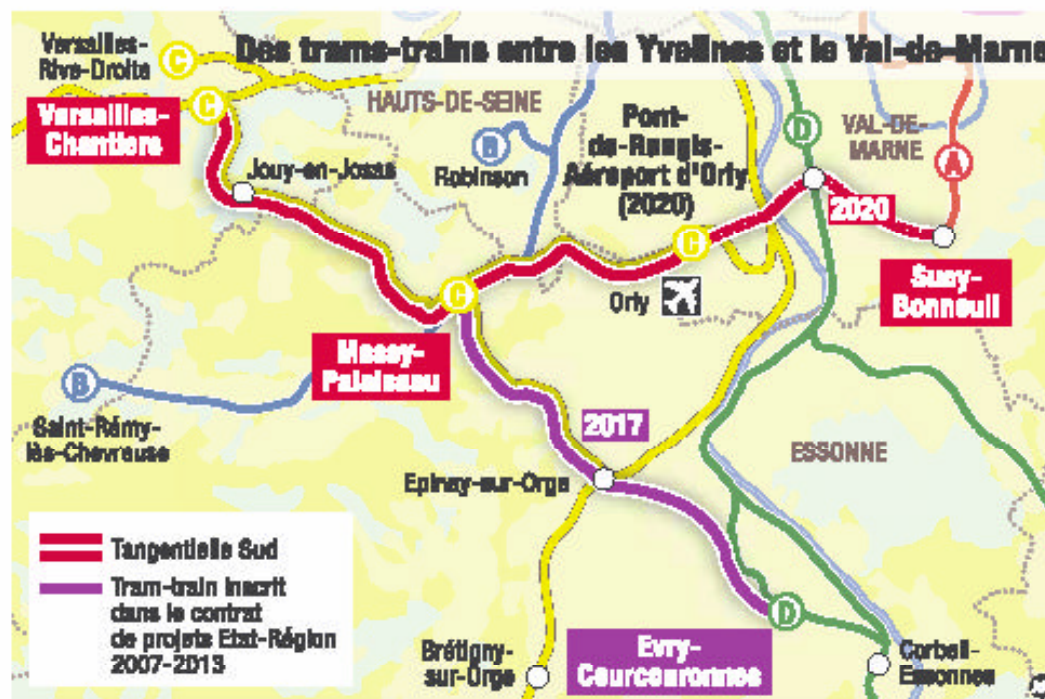 Des trams-trains entre les Yvelines et le Val-de-Marne
Versailles-
Rive-Droite
C
C
Versailles-
Chantiers
HAUTS-DE-SEINE
Jouy-en-Josas
B
Robinson
Pont-
de-Rungis-
Aéroport d'Orly
(2020)
D
VAL-DE-
MARNE
A
2020
C
Orly
Sucy-
Bonneuil
C
Massy-
Palaiseau
B
Saint-Rémy-
lès-Chevreuse
2017
ESSONNE
Epinay-sur-Orge
Tangentielle Sud
Tram-train inscrit
dans le contrat
de projets Etat-Région
2007-2013
D
Brétigny-
sur-Orge
Evry-
Courcouronnes
Corbeil-
Essonnes